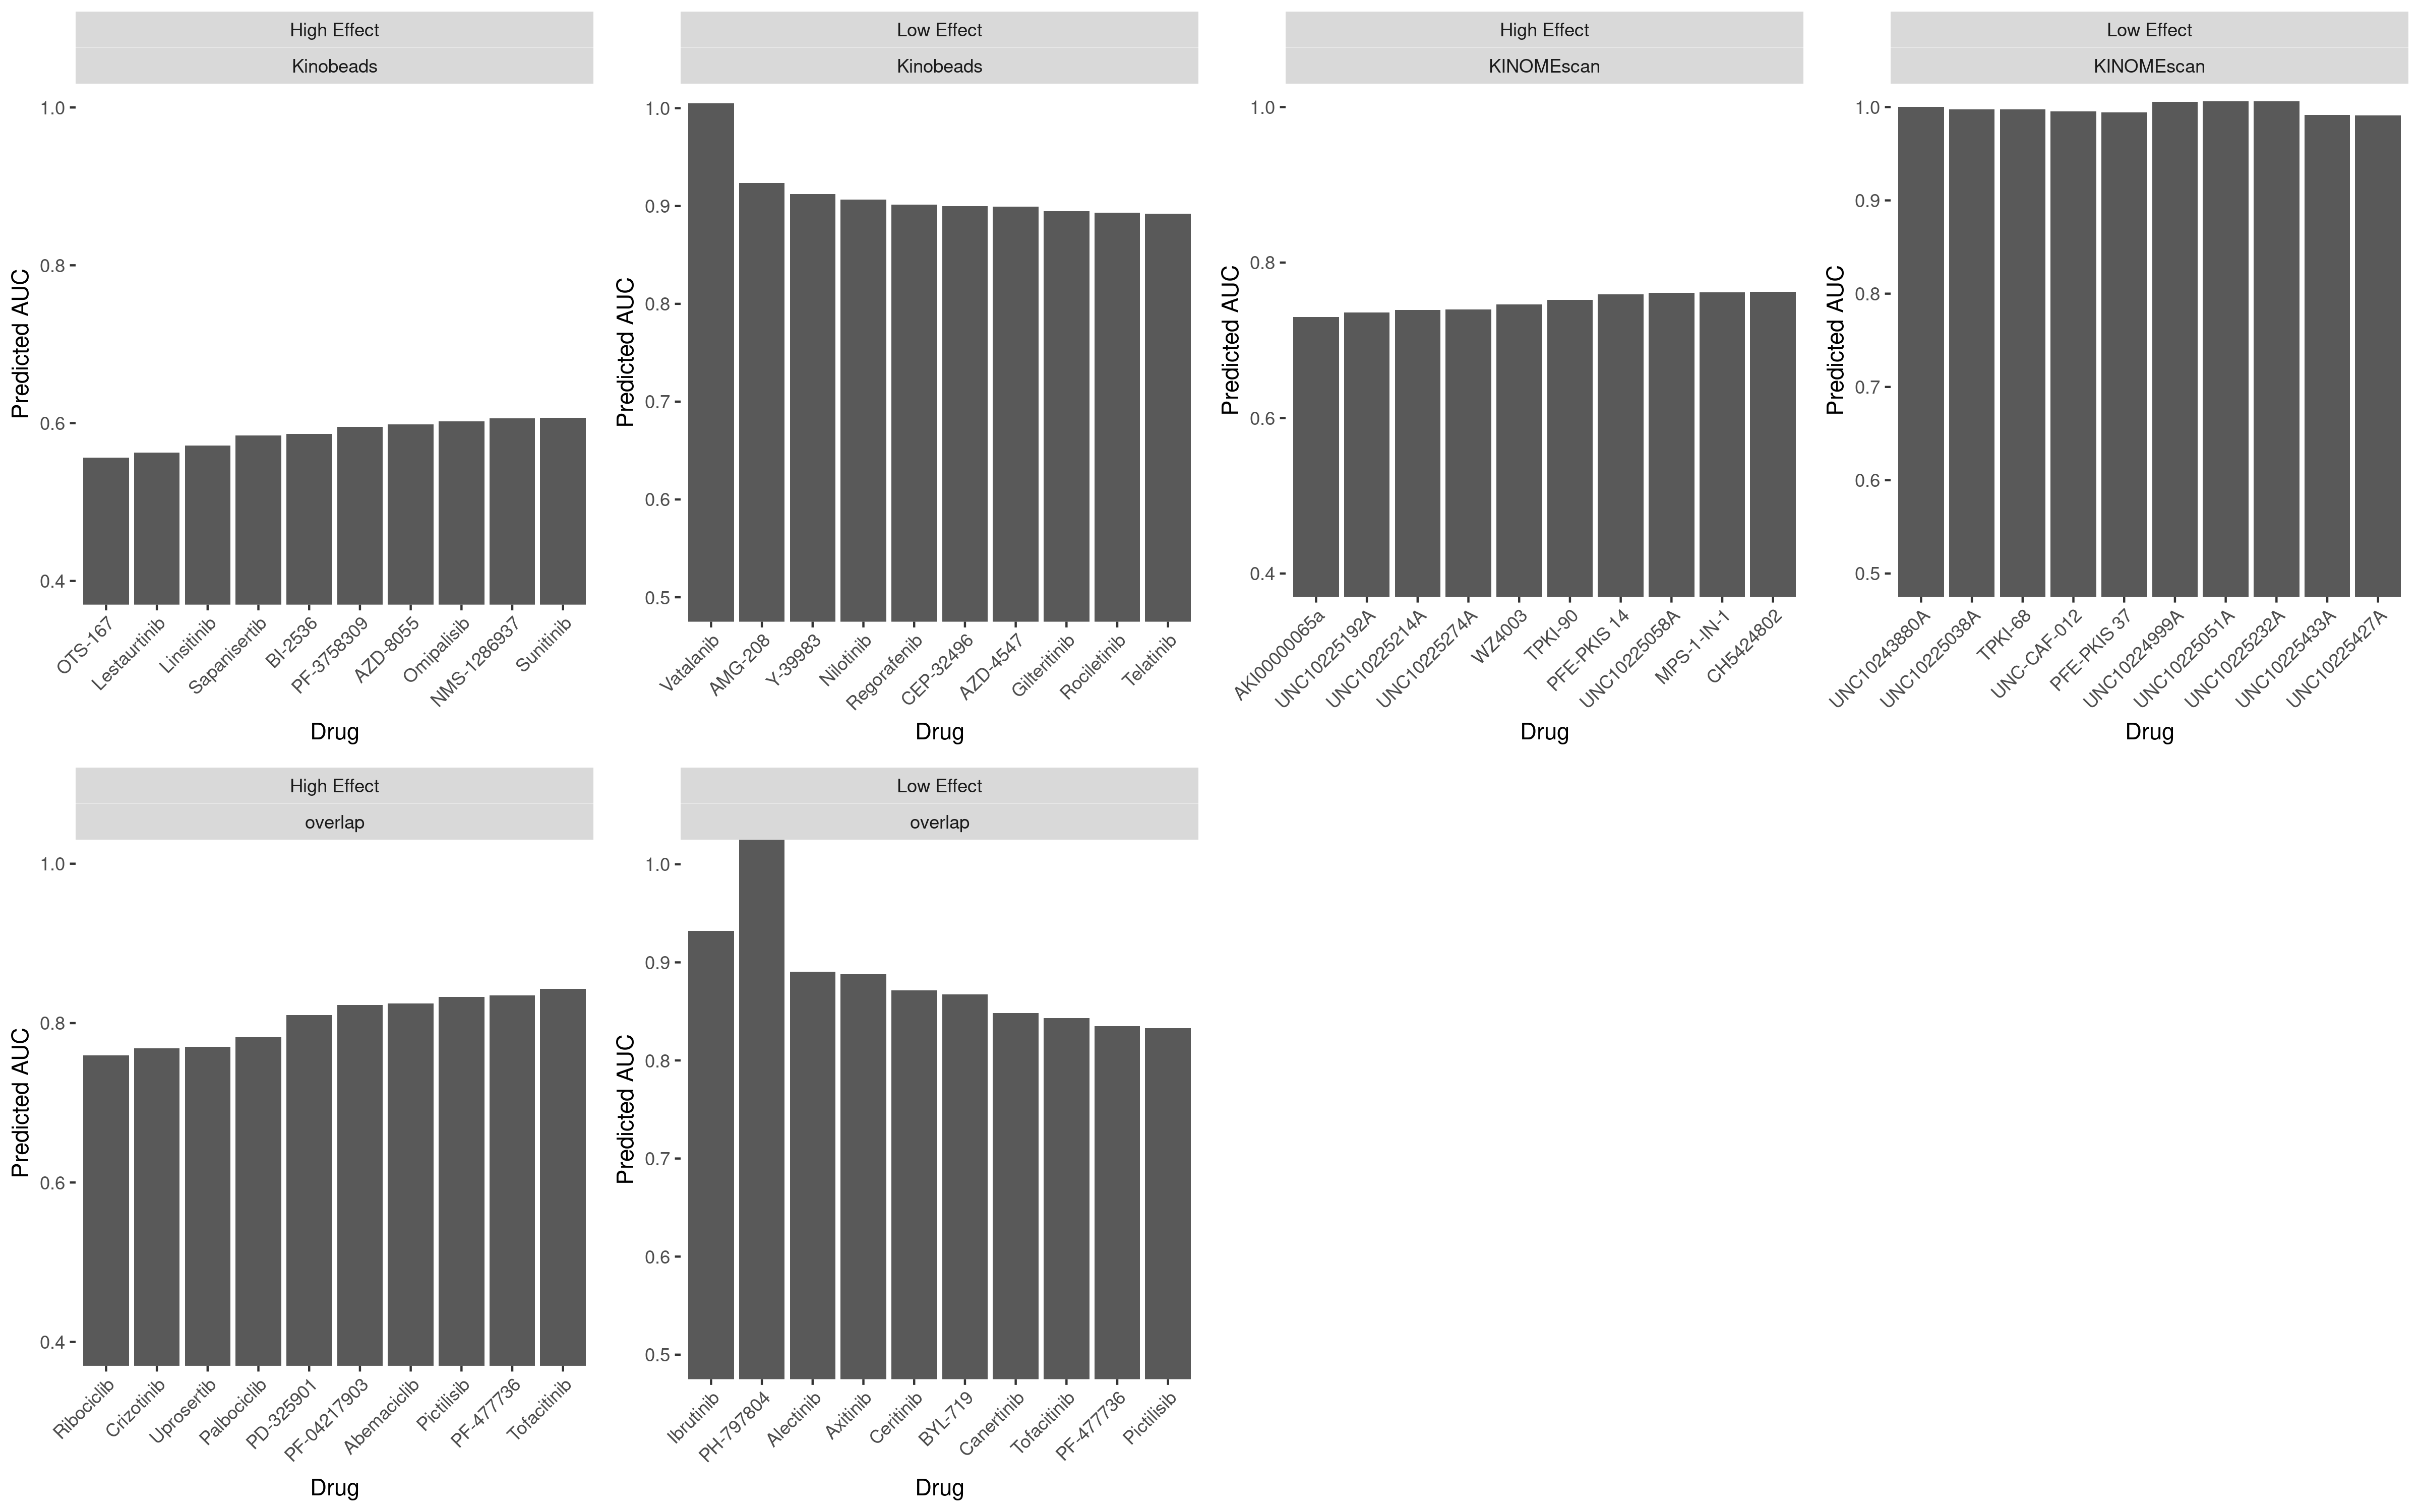 High Effect
Kinobeads
Predicted AUC
1.0
0.8
0.6
0.4
OTS-167
Lestaurtinib
Linsitinib
Sapanisertib
BI-2536
PF-3758309
AZD-8055
Omipalisib
NMS-1286937
Sunitinib
Drug
Low Effect
Kinobeads
Predicted AUC
1.0
0.9
0.8
0.7
0.6
0.5
Vatalanib
AMG-208
Y-39983
Nilotinib
Regorafenib
CEP-32496
AZD-4547
Gilteritinib
Rociletinib
Telatinib
Drug
High Effect
KINOMEscan
Predicted AUC
1.0
0.8
0.6
0.4
AKI00000065a
UNC10225192A
UNC10225214A
UNC10225274A
WZ4003
TPKI-90
PFE-PKIS 14
UNC10225058A
MPS-1-IN-1
CH5424802
Drug
Low Effect
KINOMEscan
Predicted AUC
1.0
0.9
0.8
0.7
0.6
0.5
UNC10243880A
UNC10225038A
TPKI-68
UNC-CAF-012
PFE-PKIS 37
UNC10224999A
UNC10225051A
UNC10225232A
UNC10225433A
UNC10225427A
Drug
High Effect
overlap
Predicted AUC
1.0
0.8
0.6
0.4
Ribociclib
Crizotinib
Uprosertib
Palbociclib
PD-325901
PF-04217903
Abemaciclib
Pictilisib
PF-477736
Tofacitinib
Drug
Low Effect
overlap
Predicted AUC
1.0
0.9
0.8
0.7
0.6
0.5
Ibrutinib
PH-797804
Alectinib
Axitinib
Ceritinib
BYL-719
Canertinib
Tofacitinib
PF-477736
Pictilisib
Drug